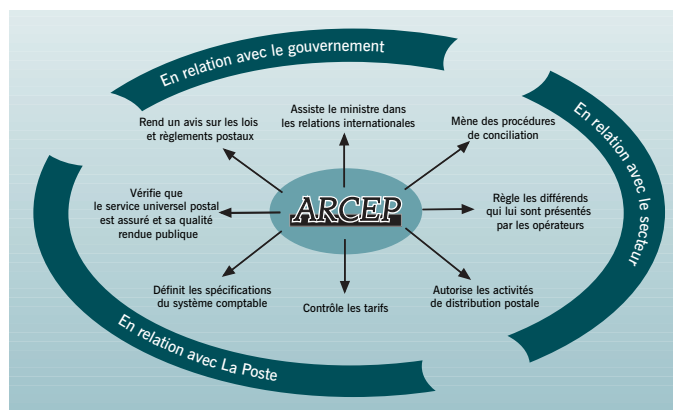 En relation avec le gouvernement
Rend un avis sur les lois
et règlements postaux
Assiste le ministre dans
les relations internationales
Mène des procédures
de conciliation
En relation avec le secteur
Vérifie que
le service universel postal
est assuré et sa qualité
rendue publique
ARCEP
Règle les différends
qui lui sont présentés
par les opérateurs
Définit les spécifications
du système comptable
Contrôle les tarifs
Autorise les activités
de distribution postale
En relation avec La Poste